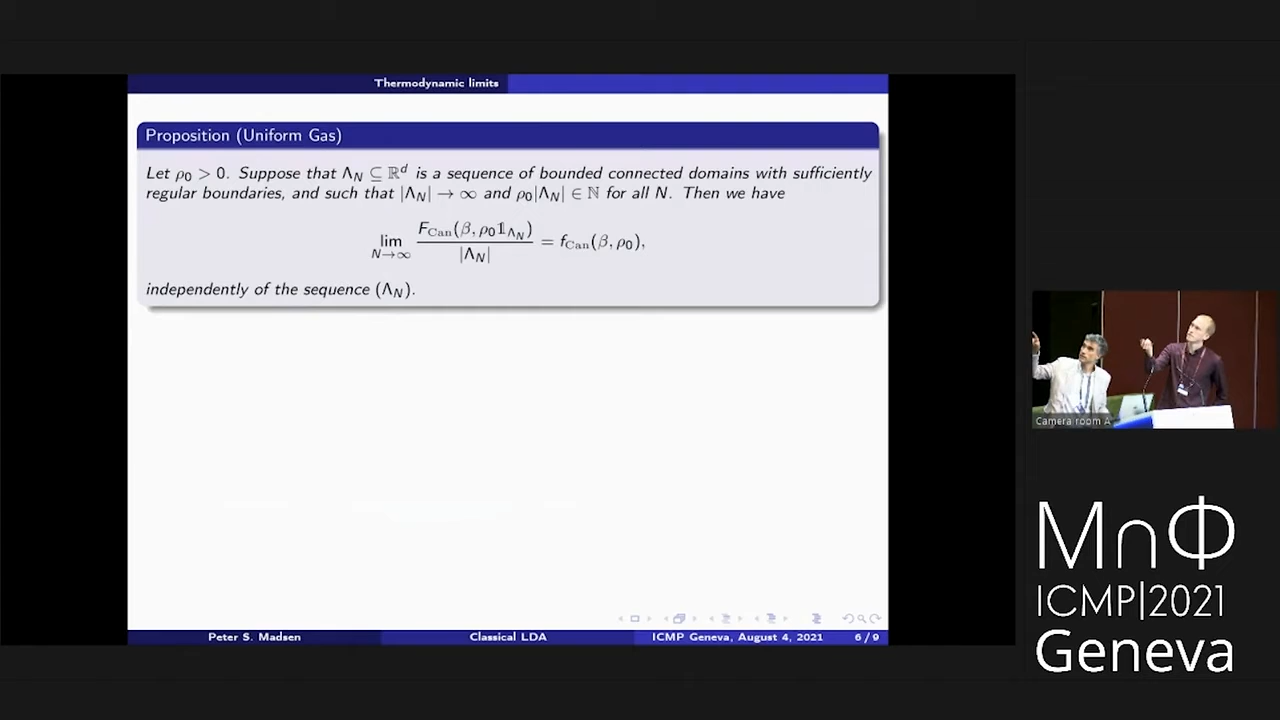 Thermodynamic limits
Proposition (Uniform Gas)
Let ρ₀ > 0. Suppose that Λ_N ⊆ ℝᵈ is a sequence of bounded connected domains with sufficiently
regular boundaries, and such that |Λ_N| → ∞ and ρ₀|Λ_N| ∈ ℕ for all N. Then we have
lim_{N→∞} F_Can(β, ρ₀𝟙_{Λ_N}) / |Λ_N| = f_Can(β, ρ₀),
independently of the sequence (Λ_N).
Peter S. Madsen Classical LDA ICMP Geneva, August 4, 2021 6 / 9
Camera room A
M∩Φ
ICMP|2021
Geneva